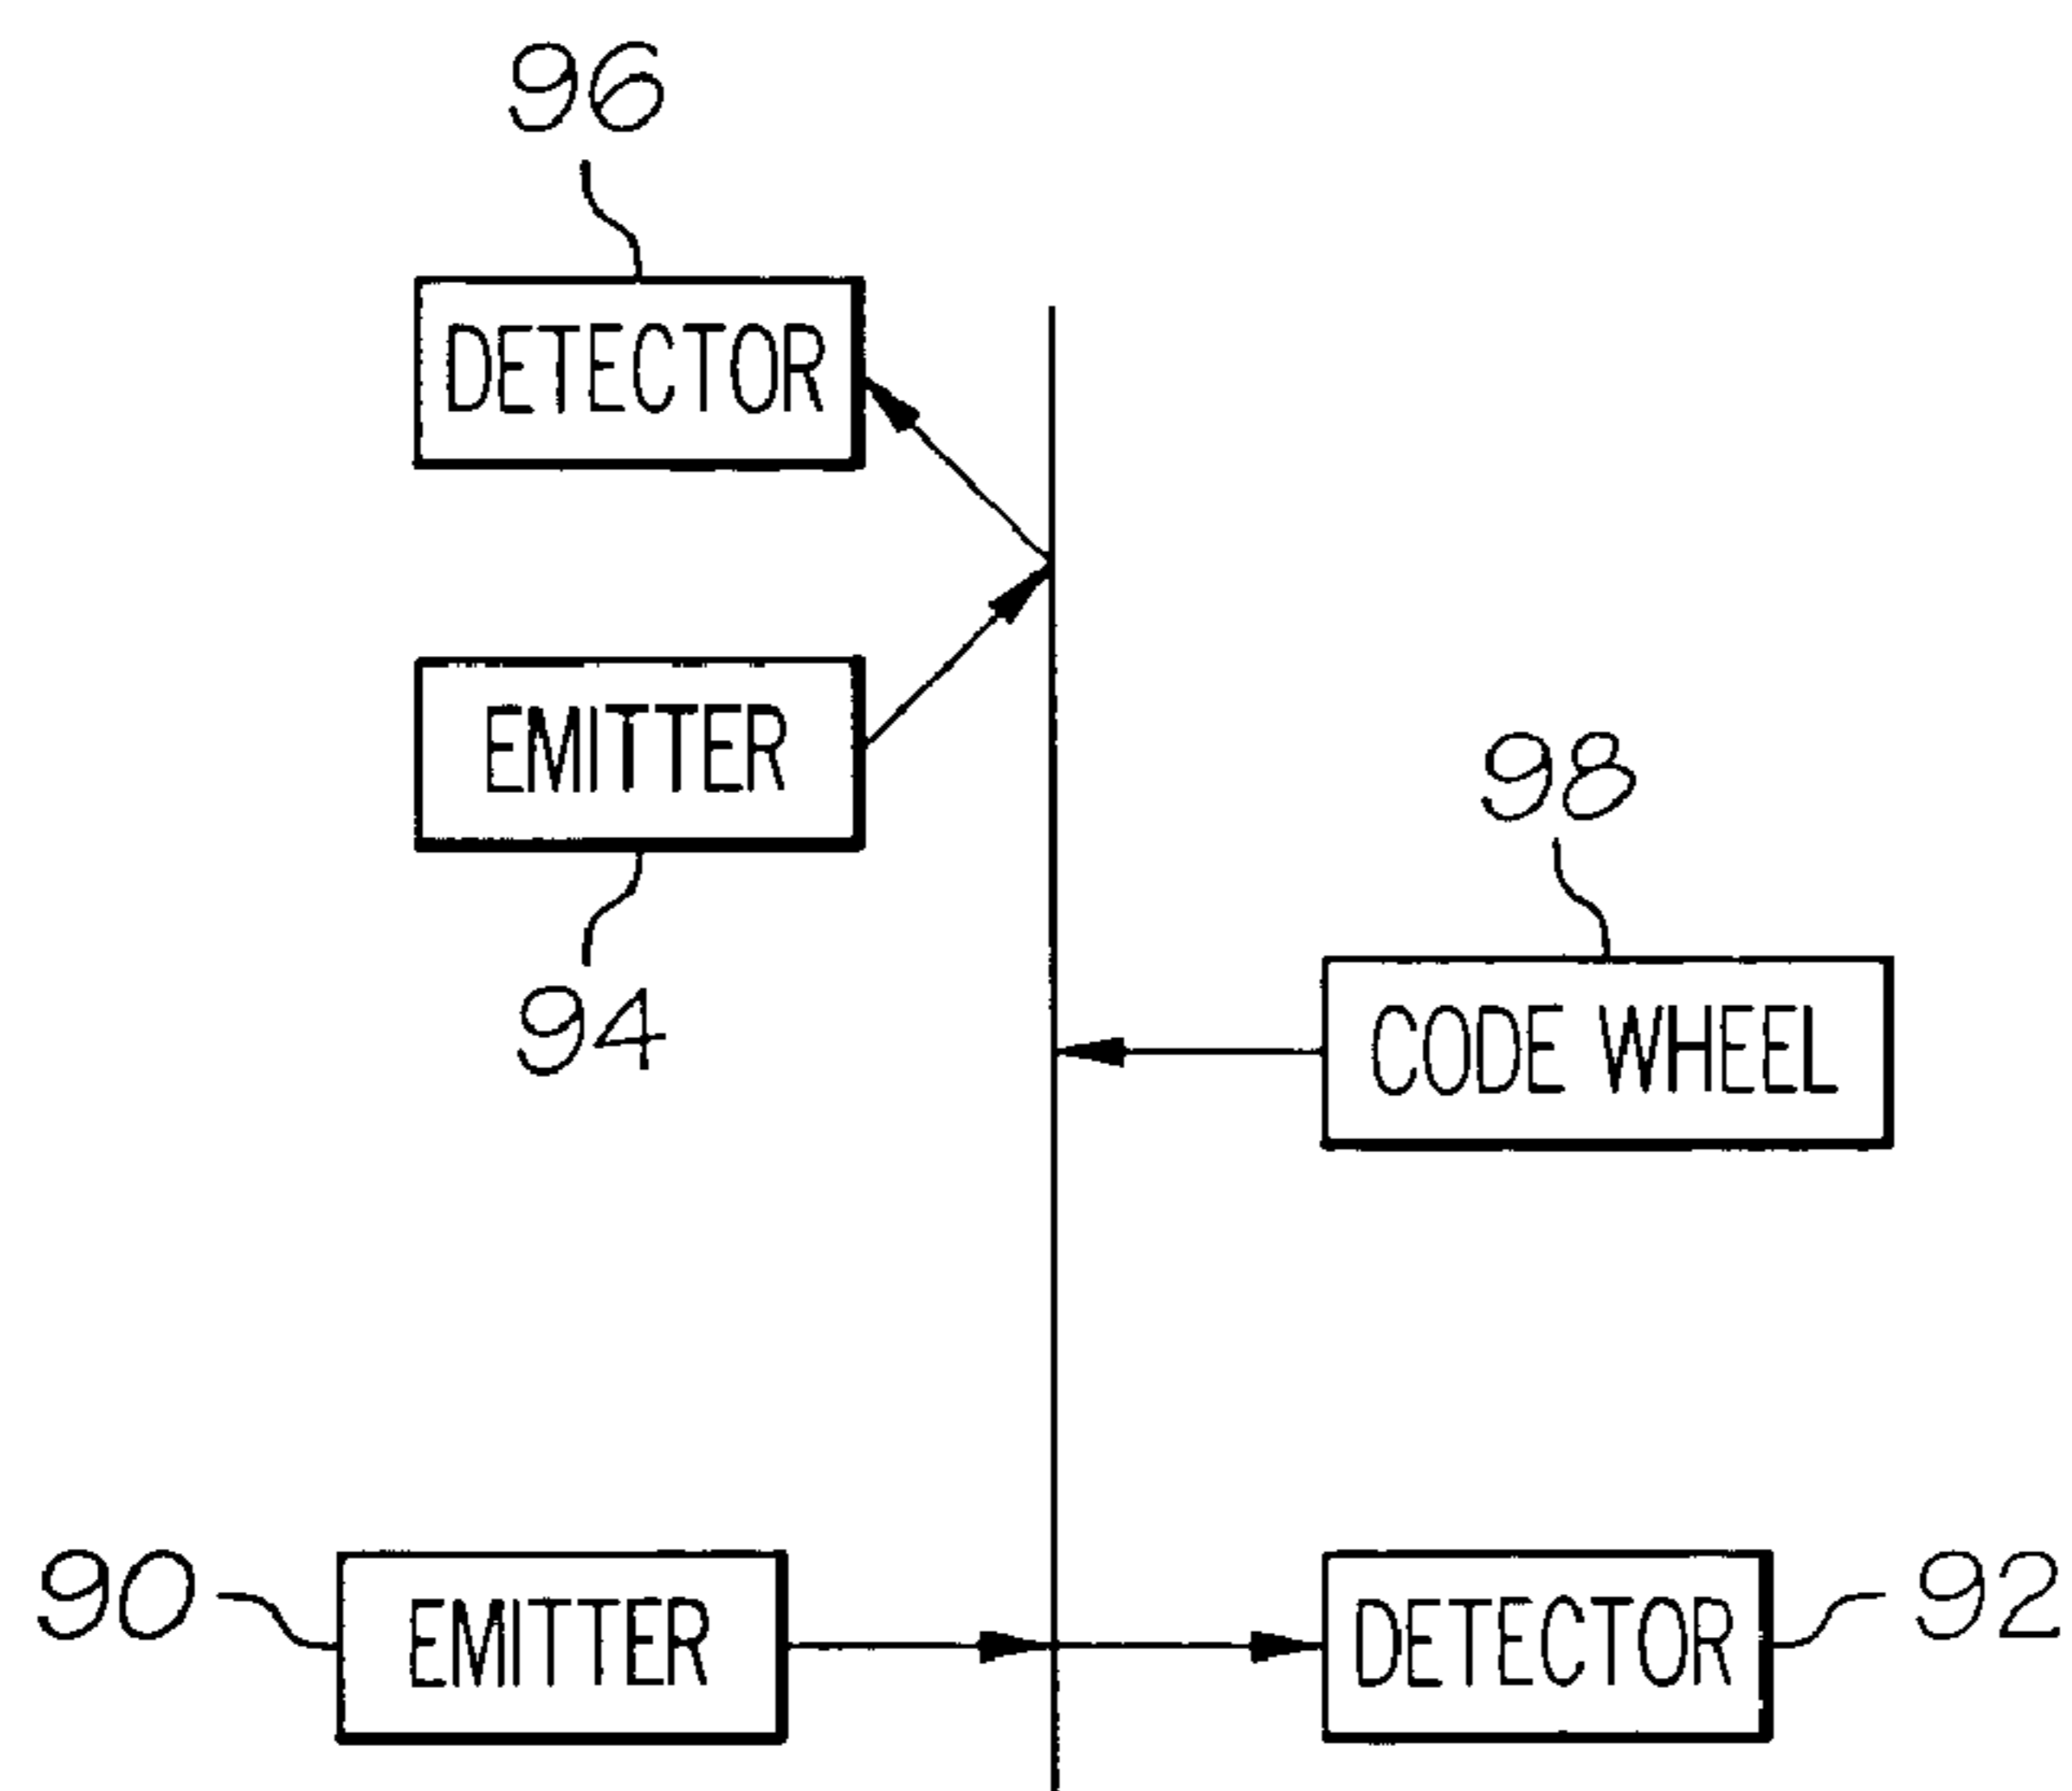 96
DETECTOR
EMITTER
94
98
CODE WHEEL
90
EMITTER
DETECTOR
92